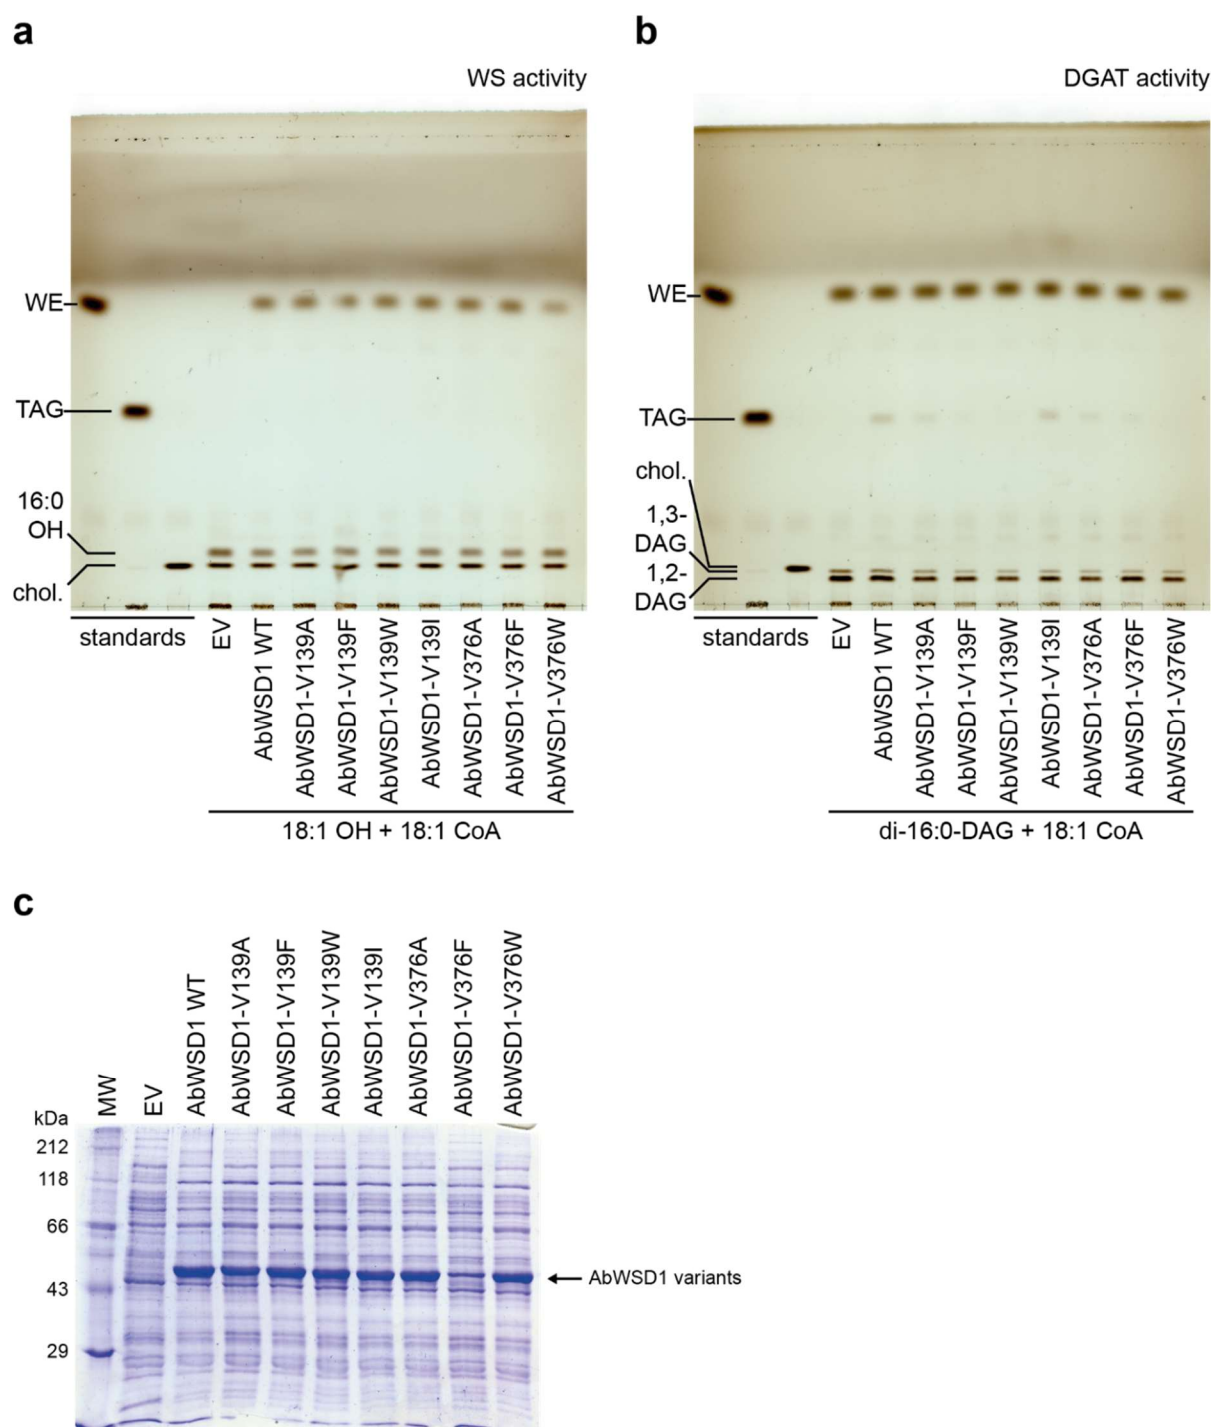 a
WS activity
WE
TAG
16:0
OH
chol.
standards
EV
AbWSD1 WT
AbWSD1-V139A
AbWSD1-V139F
AbWSD1-V139W
AbWSD1-V139I
AbWSD1-V376A
AbWSD1-V376F
AbWSD1-V376W
18:1 OH + 18:1 CoA
b
DGAT activity
WE
TAG
chol.
1,3-
DAG
1,2-
DAG
standards
EV
AbWSD1 WT
AbWSD1-V139A
AbWSD1-V139F
AbWSD1-V139W
AbWSD1-V139I
AbWSD1-V376A
AbWSD1-V376F
AbWSD1-V376W
di-16:0-DAG + 18:1 CoA
c
MW
EV
AbWSD1 WT
AbWSD1-V139A
AbWSD1-V139F
AbWSD1-V139W
AbWSD1-V139I
AbWSD1-V376A
AbWSD1-V376F
AbWSD1-V376W
kDa
212
118
66
43
29
AbWSD1 variants